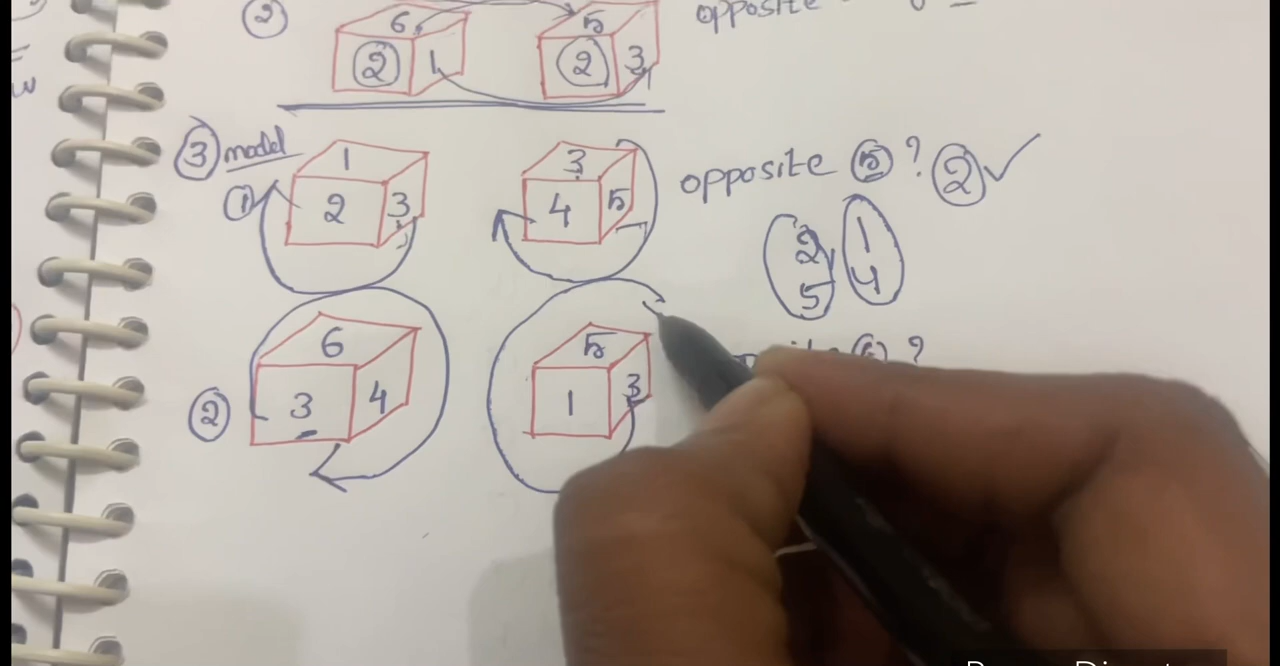 ② 6 ② 1 5 ② 3 opposite
③ model
① 1 2 3 3 4 5 opposite ⑤ ? ② ✓
2, 1
5 4
② 6 3 4 5 1 3 ?